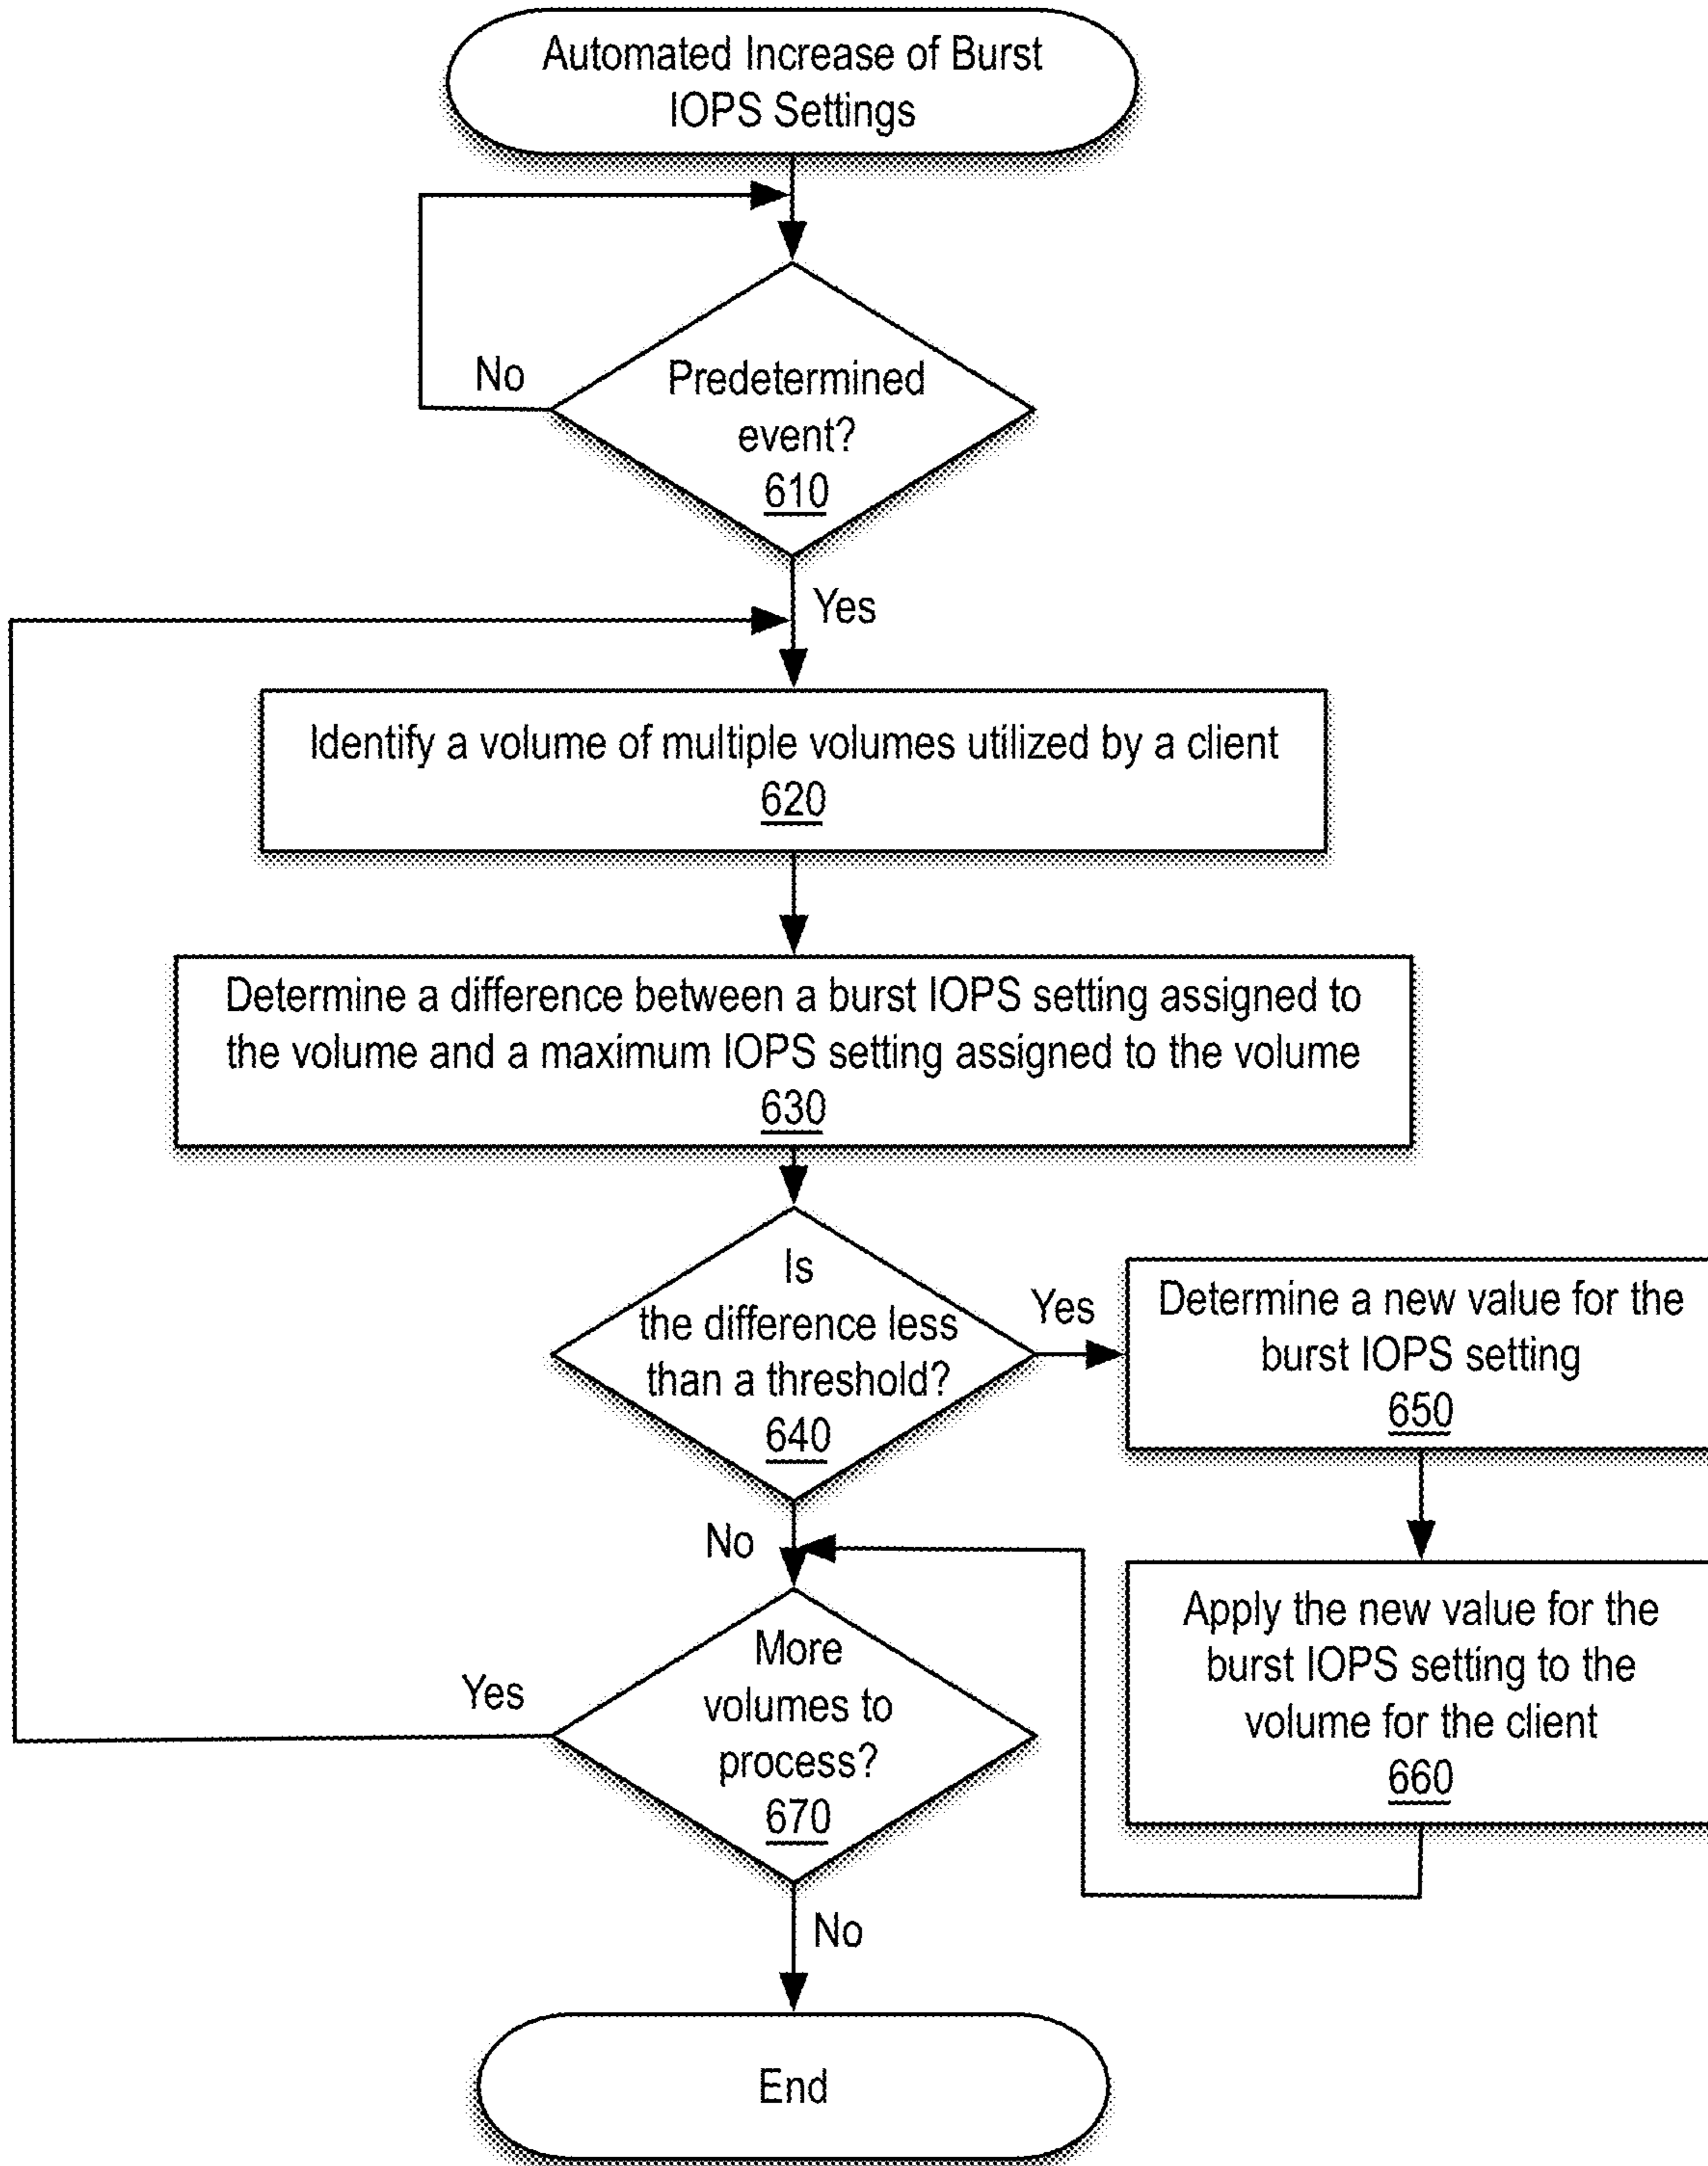 Automated Increase of Burst
IOPS Settings
No
Predetermined
event?
610
Yes
Identify a volume of multiple volumes utilized by a client
620
Determine a difference between a burst IOPS setting assigned to
the volume and a maximum IOPS setting assigned to the volume
630
Is
the difference less
than a threshold?
640
Yes
Determine a new value for the
burst IOPS setting
650
No
Apply the new value for the
burst IOPS setting to the
volume for the client
660
More
volumes to
process?
670
Yes
No
End